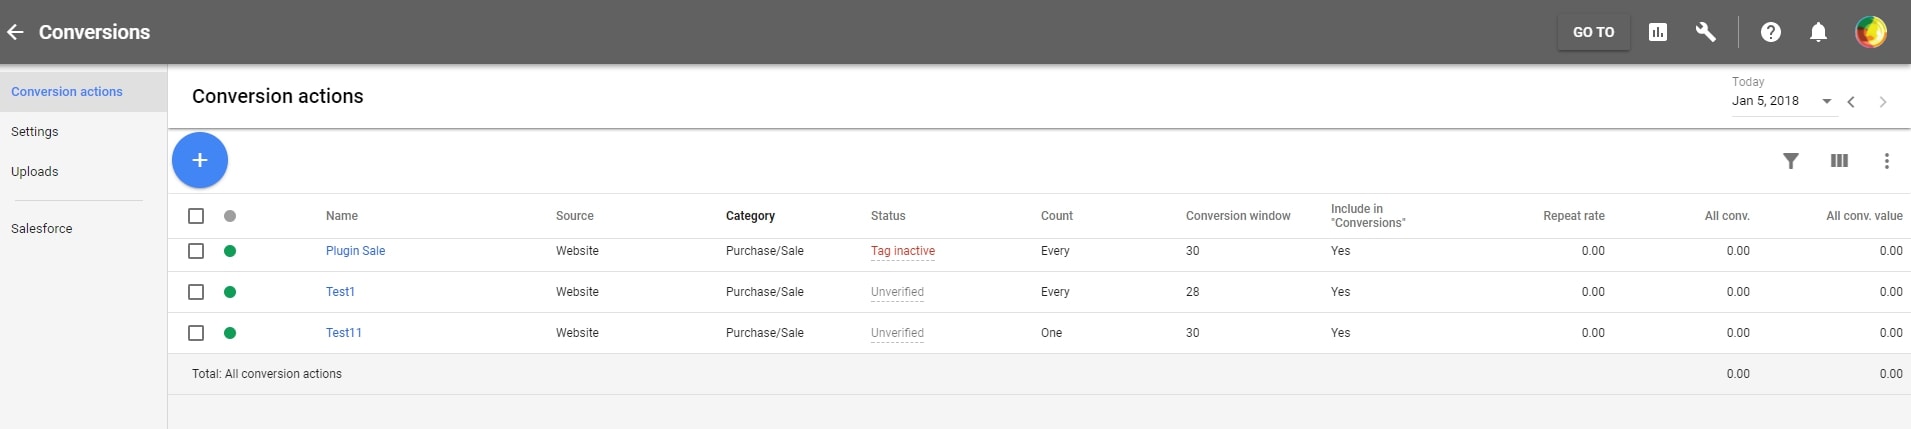 Conversions
GO TO
Conversion actions
Settings
Uploads
Salesforce
Conversion actions
Today
Jan 5, 2018
Name Source Category Status Count Conversion window Include in "Conversions" Repeat rate All conv. All conv. value
Plugin Sale Website Purchase/Sale Tag inactive Every 30 Yes 0.00 0.00 0.00
Test1 Website Purchase/Sale Unverified Every 28 Yes 0.00 0.00 0.00
Test11 Website Purchase/Sale Unverified One 30 Yes 0.00 0.00 0.00
Total: All conversion actions 0.00 0.00